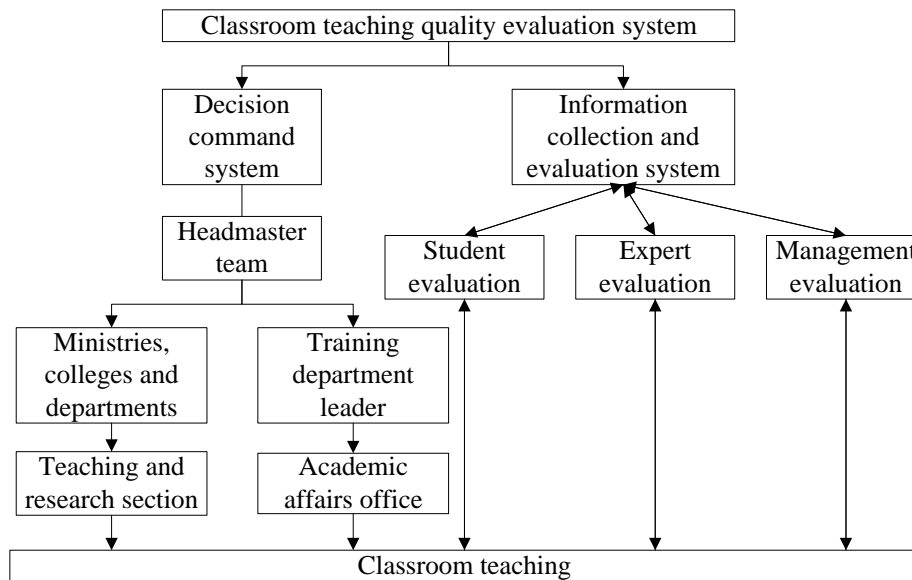 Classroom teaching quality evaluation system
Decision
command
system
Information
collection and
evaluation system
Headmaster
team
Student
evaluation
Expert
evaluation
Management
evaluation
Ministries,
colleges and
departments
Training
department
leader
Teaching and
research section
Academic
affairs office
Classroom teaching